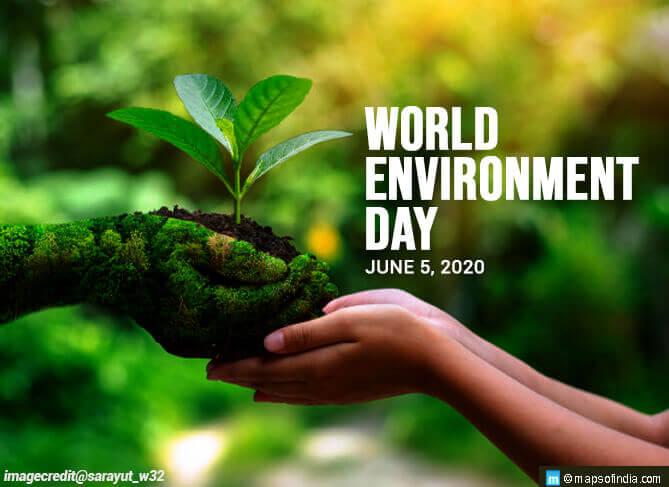 WORLD
ENVIRONMENT
DAY
JUNE 5, 2020
imagecredit@sarayut_w32
m © mapsofindia.com